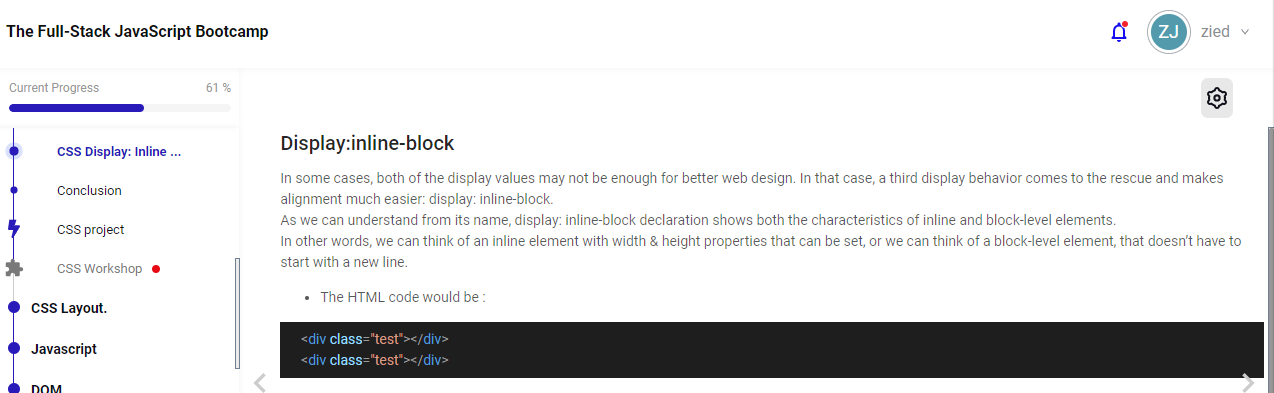 The Full-Stack JavaScript Bootcamp
ZJ
zied
Current Progress
61 %
CSS Display: Inline ...
Conclusion
CSS project
CSS Workshop
CSS Layout.
Javascript
DOM
Display:inline-block
In some cases, both of the display values may not be enough for better web design. In that case, a third display behavior comes to the rescue and makes
alignment much easier: display: inline-block.
As we can understand from its name, display: inline-block declaration shows both the characteristics of inline and block-level elements.
In other words, we can think of an inline element with width & height properties that can be set, or we can think of a block-level element, that doesn't have to
start with a new line.
• The HTML code would be :
<div class="test"></div>
<div class="test"></div>